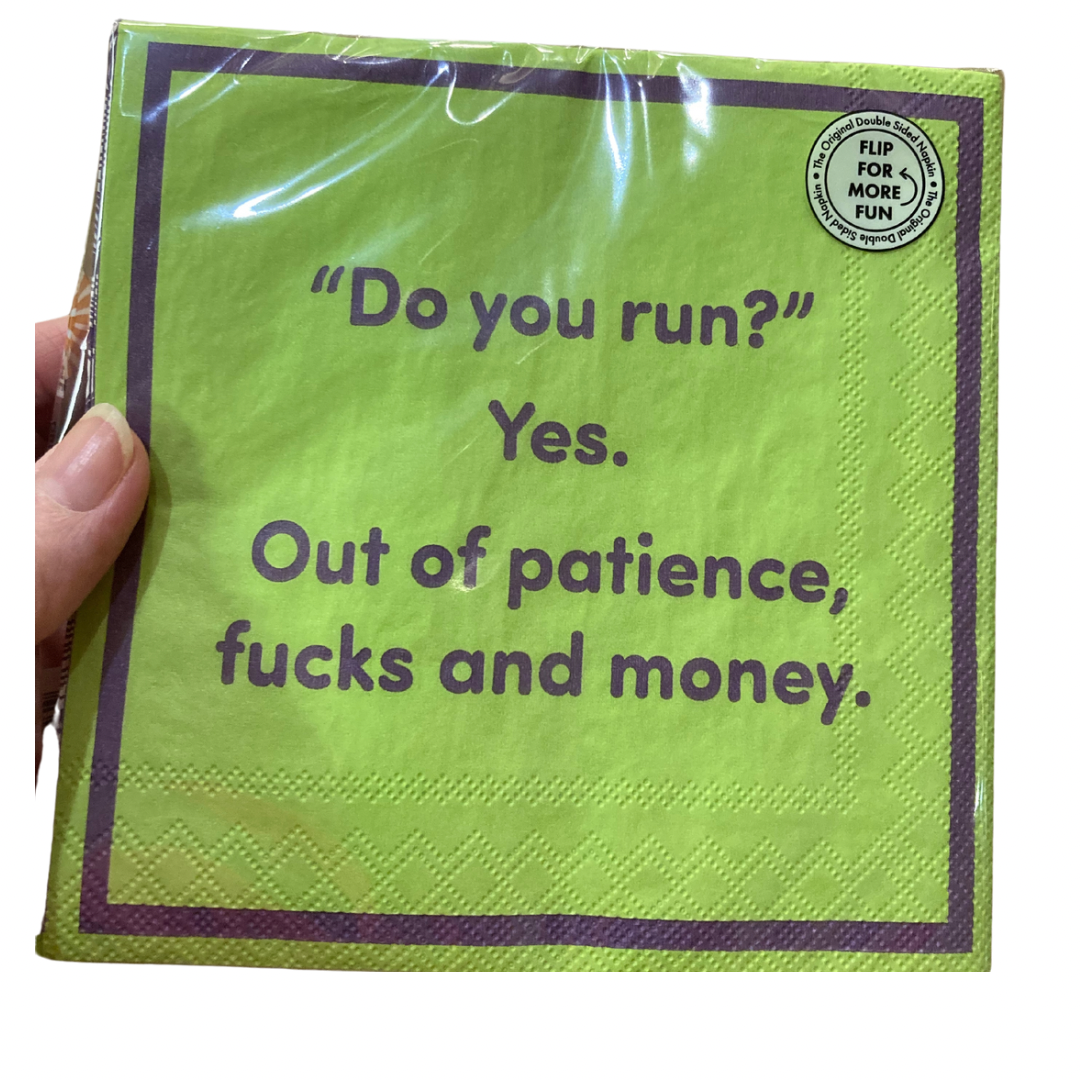 The Original Double Sided Napkin • The Original Double Sided Napkin •
FLIP
FOR
MORE
FUN
“Do you run?”
Yes.
Out of patience,
fucks and money.